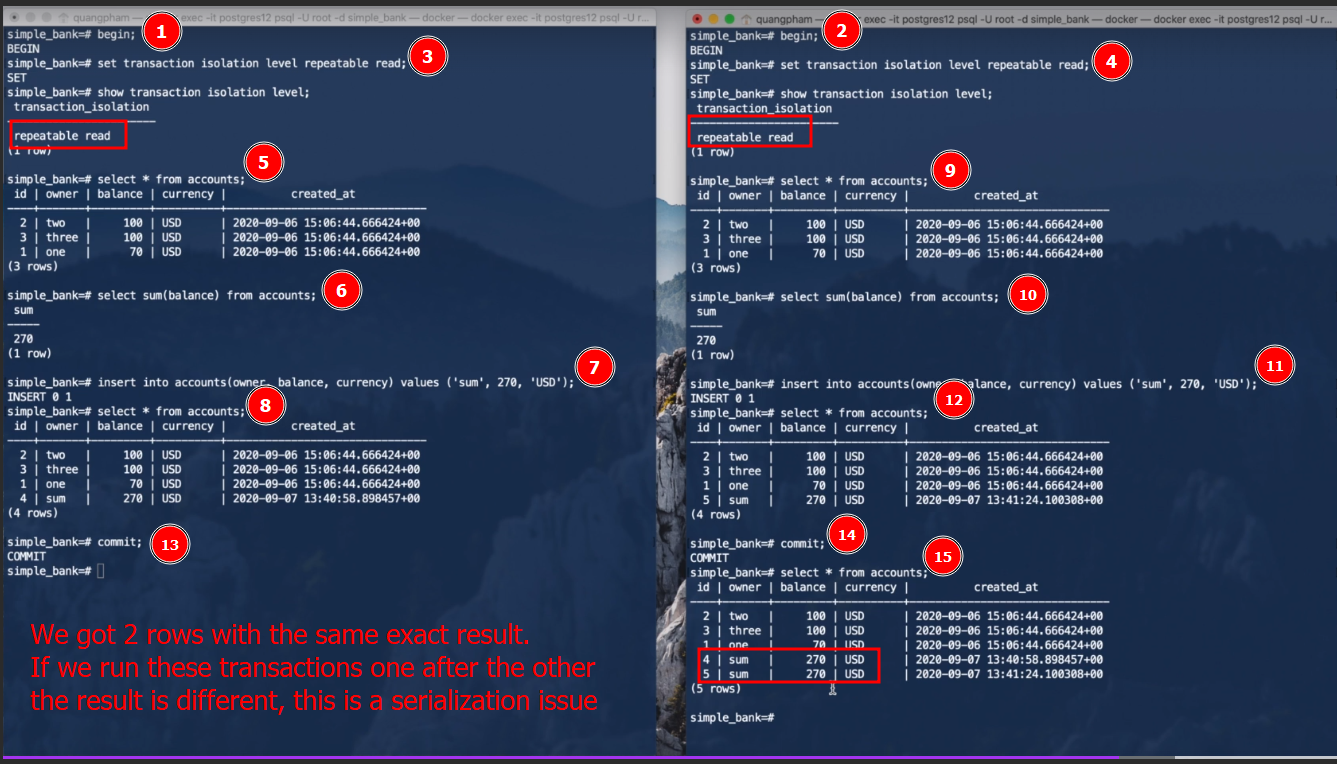 quangpham — exec -it postgres12 psql -U root -d simple_bank — docker — docker exec -it postgres12 psql -U r...
simple_bank=# begin;
1
BEGIN
simple_bank=# set transaction isolation level repeatable read;
3
SET
simple_bank=# show transaction isolation level;
transaction_isolation
repeatable read
(1 row)
5
simple_bank=# select * from accounts;
id | owner | balance | currency | created_at
2 | two | 100 | USD | 2020-09-06 15:06:44.666424+00
3 | three | 100 | USD | 2020-09-06 15:06:44.666424+00
1 | one | 70 | USD | 2020-09-06 15:06:44.666424+00
(3 rows)
simple_bank=# select sum(balance) from accounts;
6
sum
270
(1 row)
7
simple_bank=# insert into accounts(owner, balance, currency) values ('sum', 270, 'USD');
INSERT 0 1
simple_bank=# select * from accounts;
8
id | owner | balance | currency | created_at
2 | two | 100 | USD | 2020-09-06 15:06:44.666424+00
3 | three | 100 | USD | 2020-09-06 15:06:44.666424+00
1 | one | 70 | USD | 2020-09-06 15:06:44.666424+00
4 | sum | 270 | USD | 2020-09-07 13:40:58.898457+00
(4 rows)
simple_bank=# commit;
13
COMMIT
simple_bank=#
We got 2 rows with the same exact result.
If we run these transactions one after the other
the result is different, this is a serialization issue
quangpham — exec -it postgres12 psql -U root -d simple_bank — docker — docker exec -it postgres12 psql -U r...
simple_bank=# begin;
2
BEGIN
simple_bank=# set transaction isolation level repeatable read;
4
SET
simple_bank=# show transaction isolation level;
transaction_isolation
repeatable read
(1 row)
9
simple_bank=# select * from accounts;
id | owner | balance | currency | created_at
2 | two | 100 | USD | 2020-09-06 15:06:44.666424+00
3 | three | 100 | USD | 2020-09-06 15:06:44.666424+00
1 | one | 70 | USD | 2020-09-06 15:06:44.666424+00
(3 rows)
simple_bank=# select sum(balance) from accounts;
10
sum
270
(1 row)
11
simple_bank=# insert into accounts(owner, balance, currency) values ('sum', 270, 'USD');
INSERT 0 1
12
simple_bank=# select * from accounts;
id | owner | balance | currency | created_at
2 | two | 100 | USD | 2020-09-06 15:06:44.666424+00
3 | three | 100 | USD | 2020-09-06 15:06:44.666424+00
1 | one | 70 | USD | 2020-09-06 15:06:44.666424+00
5 | sum | 270 | USD | 2020-09-07 13:41:24.100308+00
(4 rows)
simple_bank=# commit;
14
COMMIT
15
simple_bank=# select * from accounts;
id | owner | balance | currency | created_at
2 | two | 100 | USD | 2020-09-06 15:06:44.666424+00
3 | three | 100 | USD | 2020-09-06 15:06:44.666424+00
1 | one | 70 | USD | 2020-09-06 15:06:44.666424+00
4 | sum | 270 | USD | 2020-09-07 13:40:58.898457+00
5 | sum | 270 | USD | 2020-09-07 13:41:24.100308+00
(5 rows)
simple_bank=#